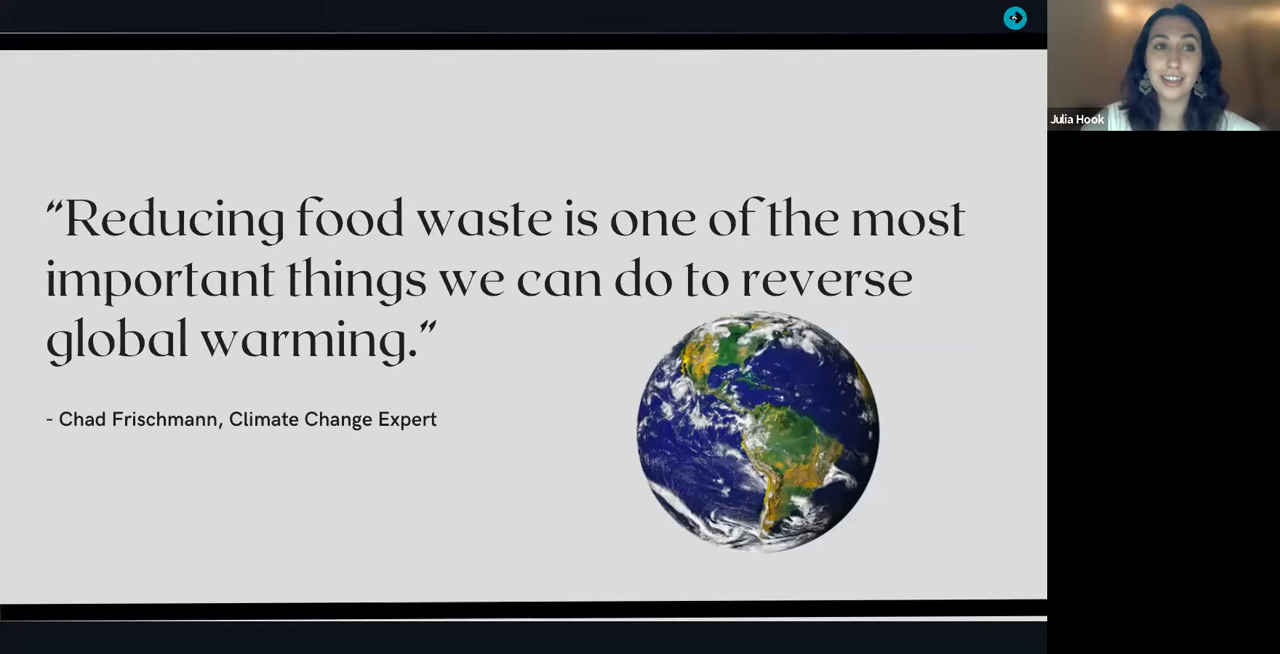 “Reducing food waste is one of the most
important things we can do to reverse
global warming.”
- Chad Frischmann, Climate Change Expert
Julia Hook